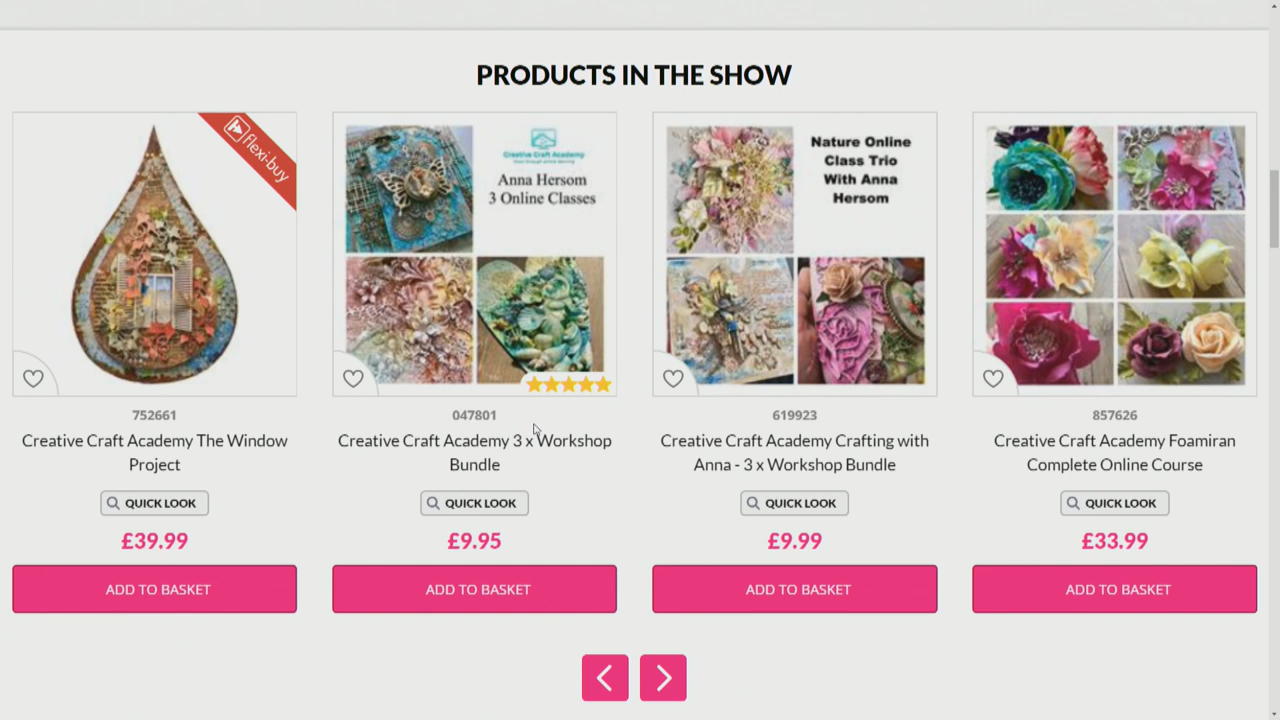 PRODUCTS IN THE SHOW
flexi-buy
Creative Craft Academy
Anna Hersom
3 Online Classes
Nature Online
Class Trio
With Anna
Hersom
752661
Creative Craft Academy The Window
Project
QUICK LOOK
£39.99
ADD TO BASKET
047801
Creative Craft Academy 3 x Workshop
Bundle
QUICK LOOK
£9.95
ADD TO BASKET
619923
Creative Craft Academy Crafting with
Anna - 3 x Workshop Bundle
QUICK LOOK
£9.99
ADD TO BASKET
857626
Creative Craft Academy Foamiran
Complete Online Course
QUICK LOOK
£33.99
ADD TO BASKET